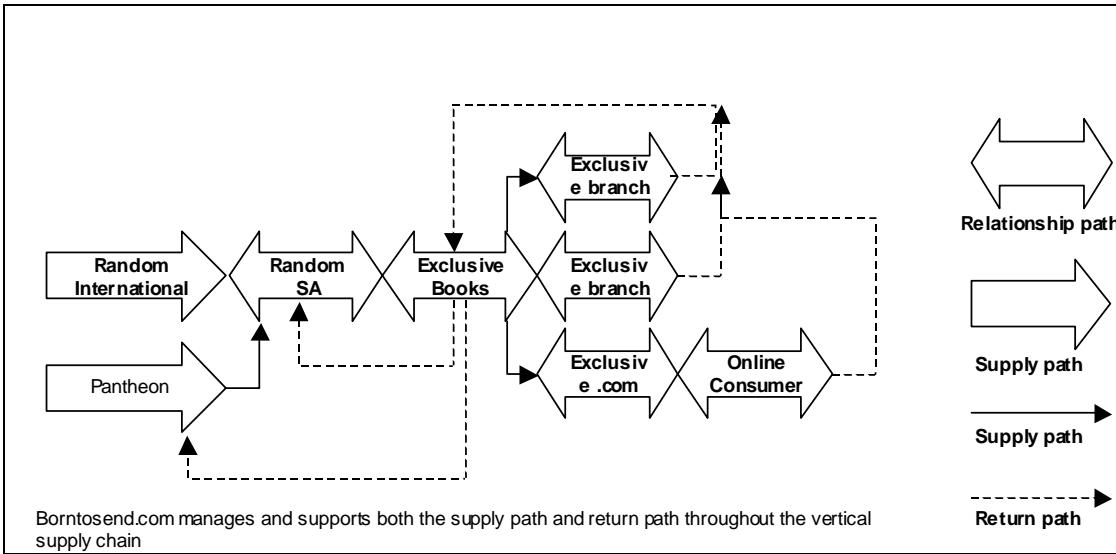 Exclusiv
e branch
Relationship path
Random
International
Random
SA
Exclusive
Books
Exclusiv
e branch
Pantheon
Exclusiv
e .com
Online
Consumer
Supply path
Supply path
Return path
Borntosend.com manages and supports both the supply path and return path throughout the vertical
supply chain